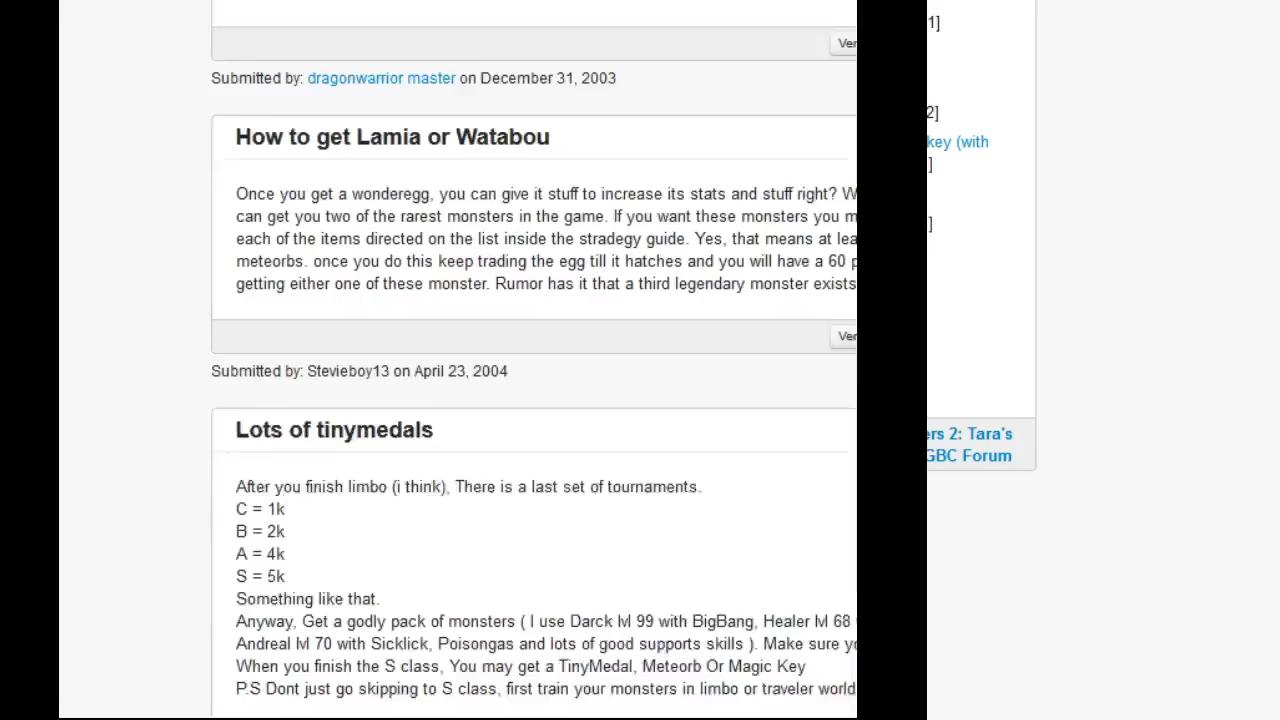 Ver
Submitted by: dragonwarrior master on December 31, 2003
How to get Lamia or Watabou
Once you get a wonderegg, you can give it stuff to increase its stats and stuff right? W
can get you two of the rarest monsters in the game. If you want these monsters you m
each of the items directed on the list inside the stradegy guide. Yes, that means at lea
meteorbs. once you do this keep trading the egg till it hatches and you will have a 60 p
getting either one of these monster. Rumor has it that a third legendary monster exists
Ver
Submitted by: Stevieboy13 on April 23, 2004
Lots of tinymedals
After you finish limbo (i think), There is a last set of tournaments.
C = 1k
B = 2k
A = 4k
S = 5k
Something like that.
Anyway, Get a godly pack of monsters ( I use Darck lvl 99 with BigBang, Healer lvl 68
Andreal lvl 70 with Sicklick, Poisongas and lots of good supports skills ). Make sure yo
When you finish the S class, You may get a TinyMedal, Meteorb Or Magic Key
P.S Dont just go skipping to S class, first train your monsters in limbo or traveler world
1]
2]
key (with
]
]
ers 2: Tara's
GBC Forum